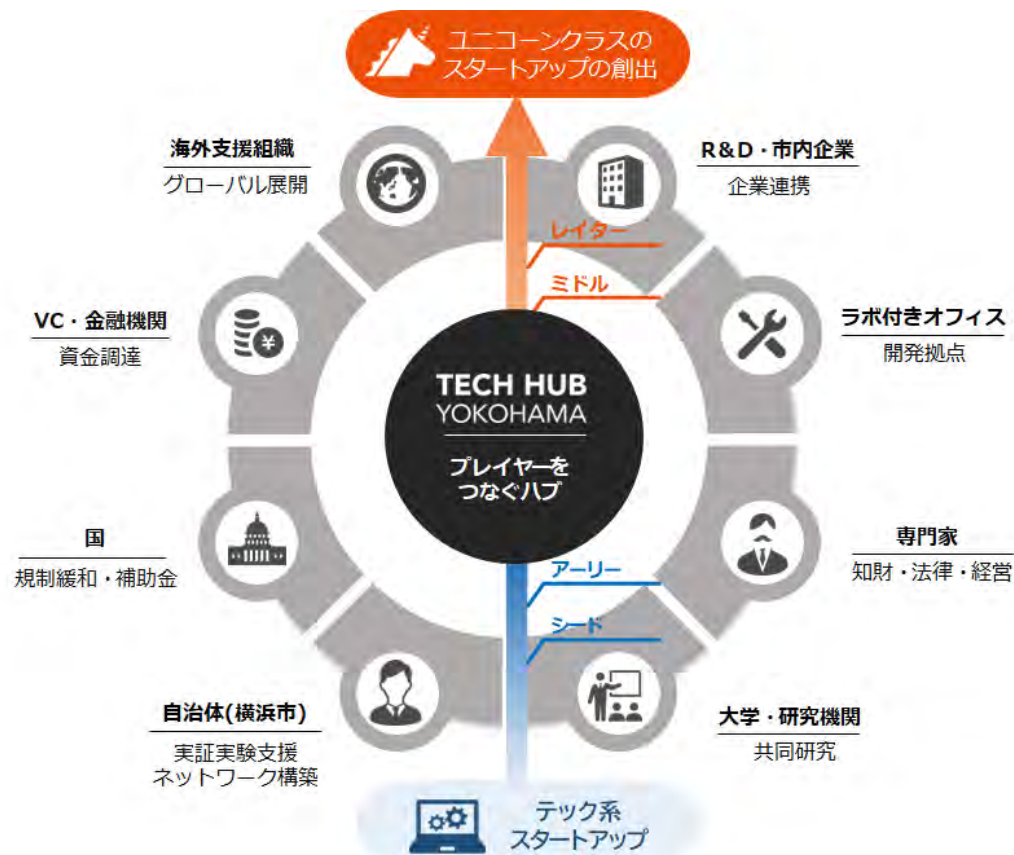 ユニコーンクラスの
スタートアップの創出
海外支援組織
グローバル展開
R&D・市内企業
企業連携
レイター
ミドル
VC・金融機関
資金調達
¥
ラボ付きオフィス
開発拠点
TECH HUB
YOKOHAMA
プレイヤーを
つなぐハブ
国
規制緩和・補助金
専門家
知財・法律・経営
アーリー
シード
自治体(横浜市)
実証実験支援
ネットワーク構築
大学・研究機関
共同研究
テック系
スタートアップ